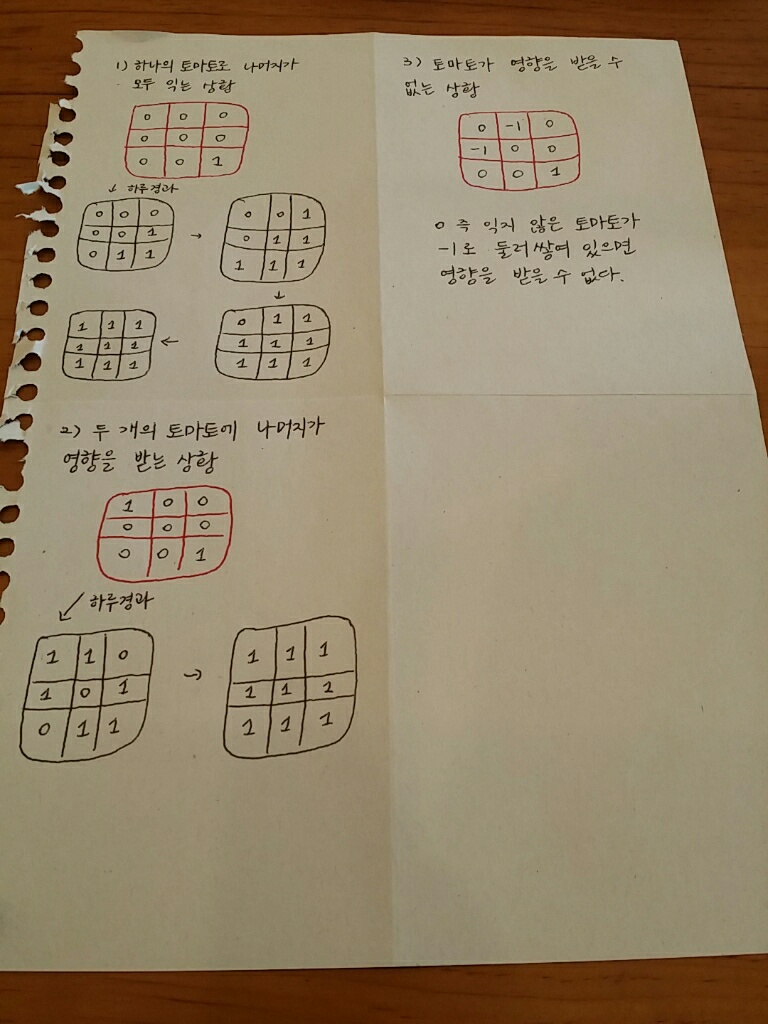 1) 하나의 토마토로 나머지가
모두 익는 상황
0 0 0
0 0 0
0 0 1
↓ 하루경과
0 0 0
0 0 1
0 1 1
→
0 0 1
0 1 1
1 1 1
↓
0 1 1
1 1 1
1 1 1
←
1 1 1
1 1 1
1 1 1
2) 두 개의 토마토에 나머지가
영향을 받는 상황
1 0 0
0 0 0
0 0 1
↙ 하루경과
1 1 0
1 0 1
0 1 1
→
1 1 1
1 1 1
1 1 1
3) 토마토가 영향을 받을 수
없는 상황
0 -1 0
-1 0 0
0 0 1
0 즉 익지 않은 토마토가
-1로 둘러쌓여 있으면
영향을 받을 수 없다.